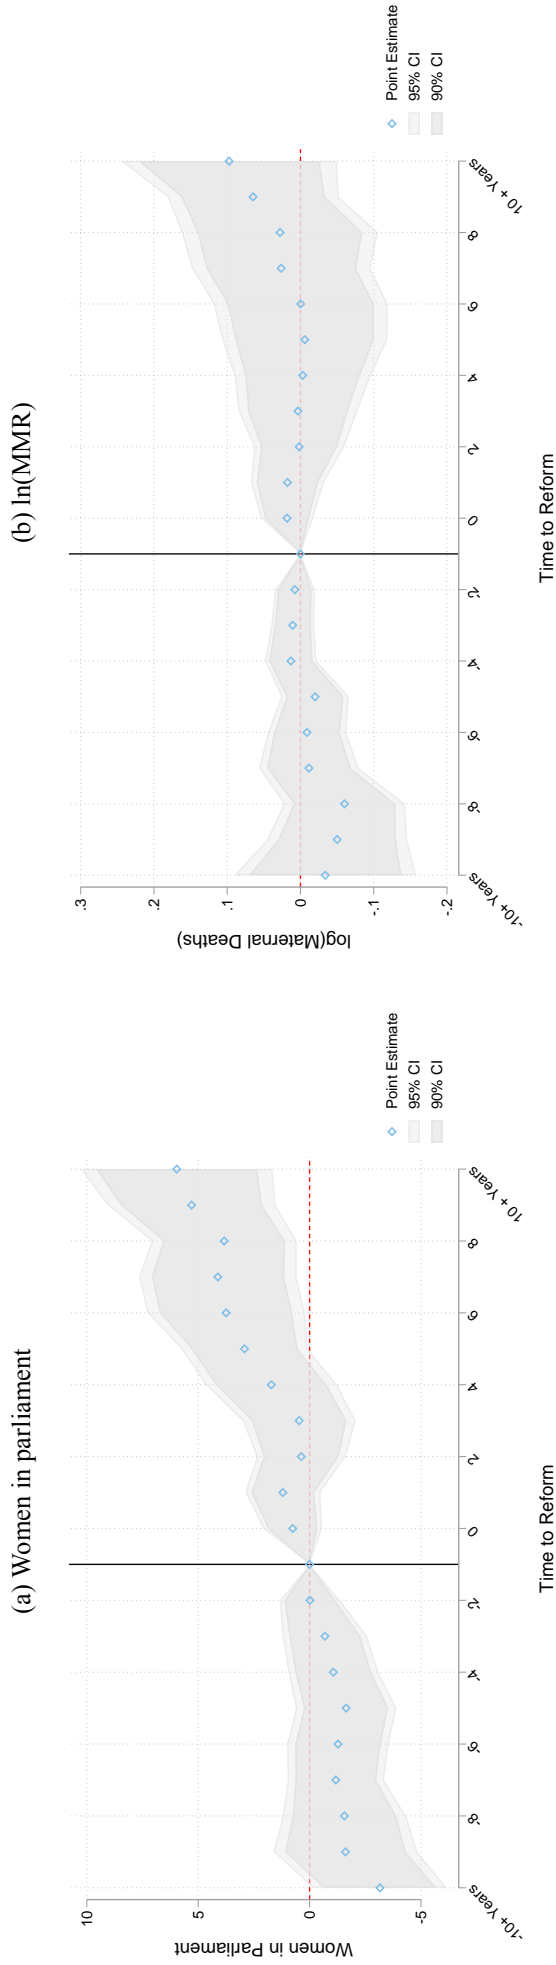 (a) Women in parliament
Women in Parliament
10
5
0
-5
-10+ Years
-8
-6
-4
-2
0
2
4
6
8
10 + Years
Time to Reform
Point Estimate
95% CI
90% CI
(b) ln(MMR)
log(Maternal Deaths)
.3
.2
.1
0
-.1
-.2
-10+ Years
-8
-6
-4
-2
0
2
4
6
8
10 + Years
Time to Reform
Point Estimate
95% CI
90% CI